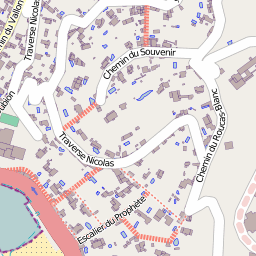 Traverse Nicolas
Chemin du Souvenir
Traverse Nicolas
Chemin du Roucas-Blanc
Escalier du Prophète